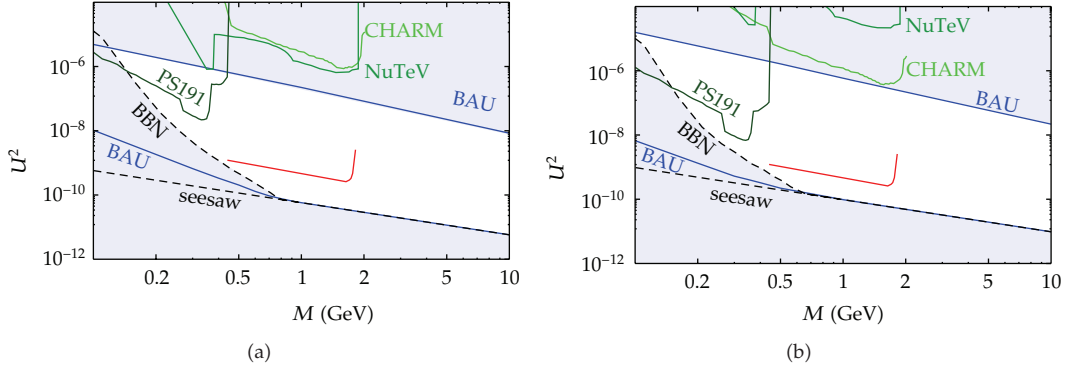 10⁻⁶
10⁻⁸
10⁻¹⁰
10⁻¹²
U²
0.2
0.5
1
2
5
10
M (GeV)
CHARM
NuTeV
PS191
BAU
BBN
BAU
seesaw
(a)
10⁻⁶
10⁻⁸
10⁻¹⁰
10⁻¹²
U²
0.2
0.5
1
2
5
10
M (GeV)
NuTeV
CHARM
PS191
BAU
BBN
BAU
seesaw
(b)